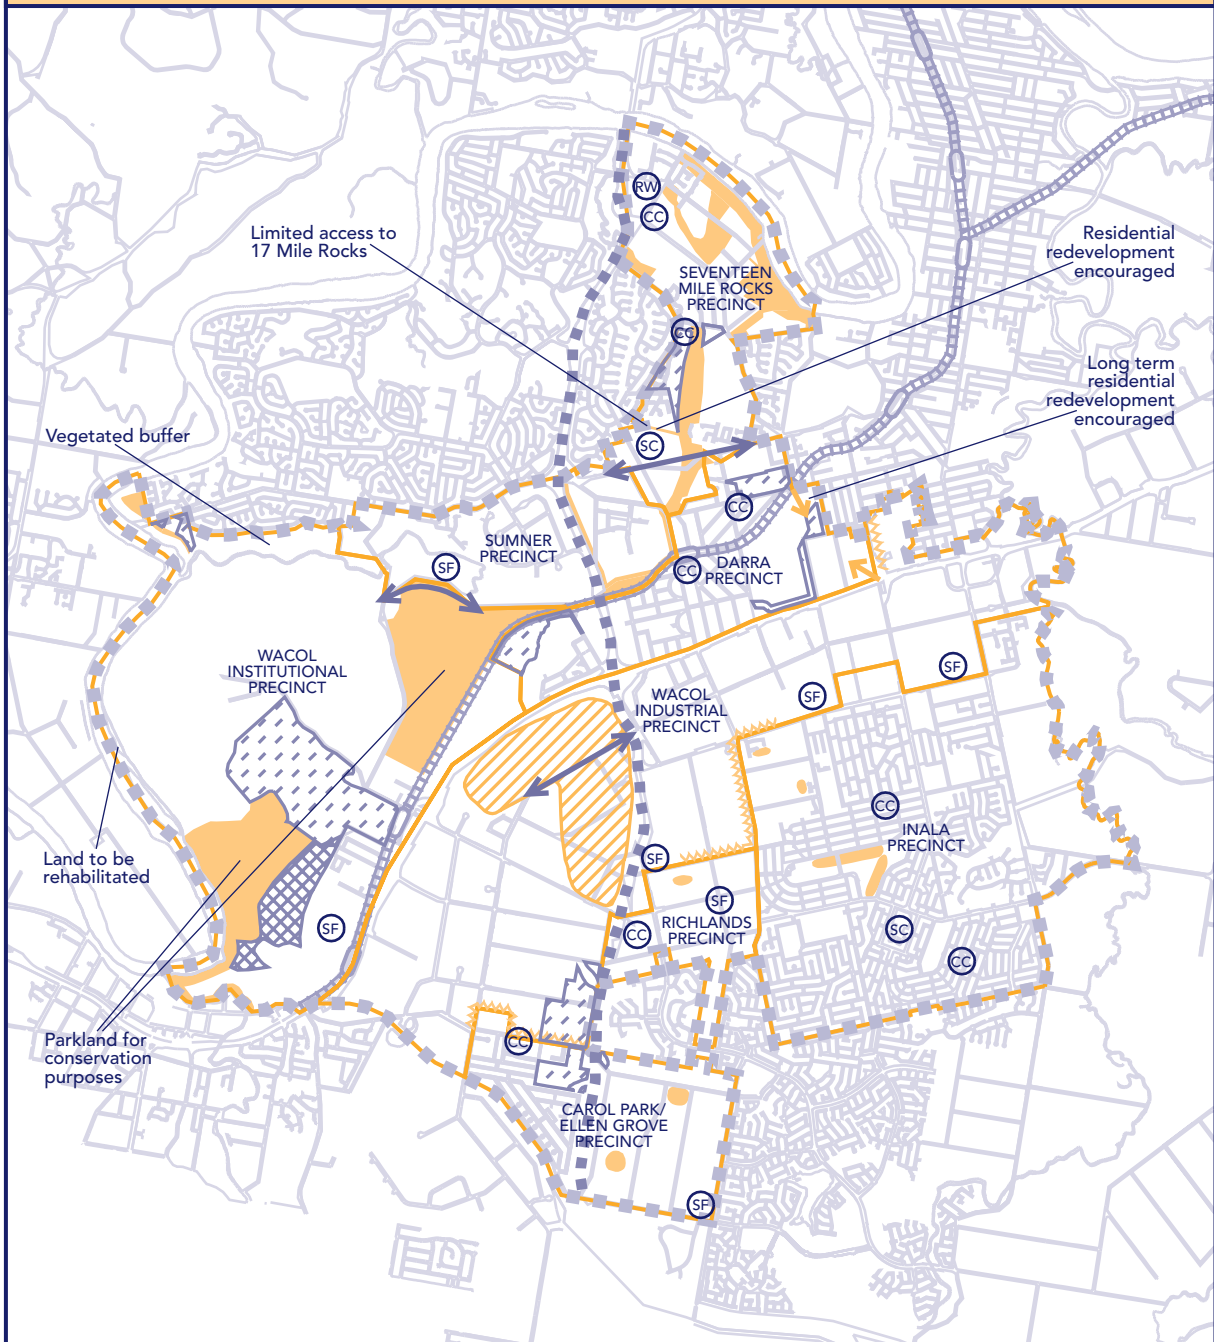 RW
CC
Limited access to
17 Mile Rocks
Residential
redevelopment
encouraged
SEVENTEEN
MILE ROCKS
PRECINCT
CC
Long term
residential
redevelopment
encouraged
Vegetated buffer
SC
CC
SUMNER
PRECINCT
SF
CC
DARRA
PRECINCT
WACOL
INSTITUTIONAL
PRECINCT
SF
SF
WACOL
INDUSTRIAL
PRECINCT
CC
INALA
PRECINCT
Land to be
rehabilitated
SF
SF
SF
CC
RICHLANDS
PRECINCT
SC
CC
Parkland for
conservation
purposes
CC
CAROL PARK/
ELLEN GROVE
PRECINCT
SF